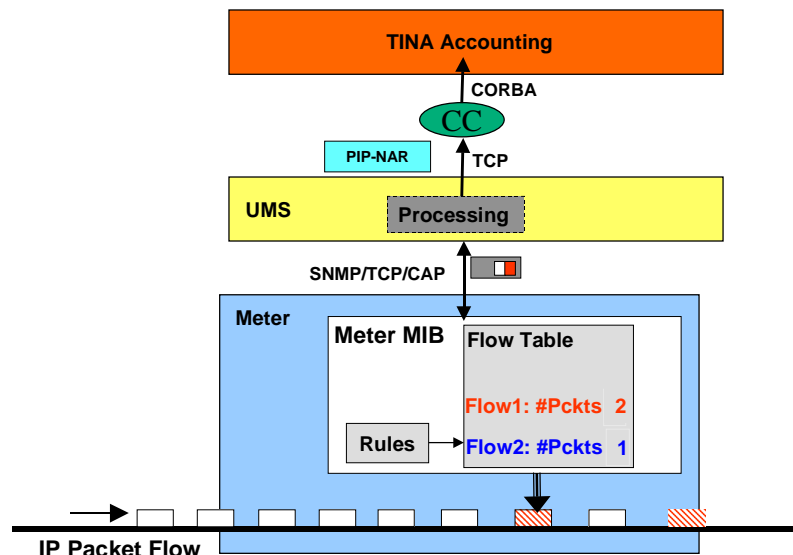 TINA Accounting
CORBA
CC
PIP-NAR
TCP
UMS
Processing
SNMP/TCP/CAP
Meter
Meter MIB
Flow Table
Flow1: #Pckts 2
Rules
Flow2: #Pckts 1
IP Packet Flow